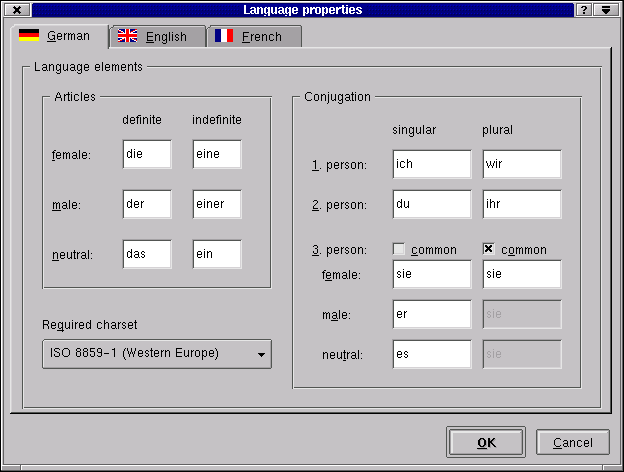 Language properties ?
German English French
Language elements
Articles
definite indefinite
female: die eine
male: der einer
neutral: das ein
Required charset
ISO 8859-1 (Western Europe)
Conjugation
singular plural
1. person: ich wir
2. person: du ihr
3. person: common common
female: sie sie
male: er sie
neutral: es sie
OK Cancel